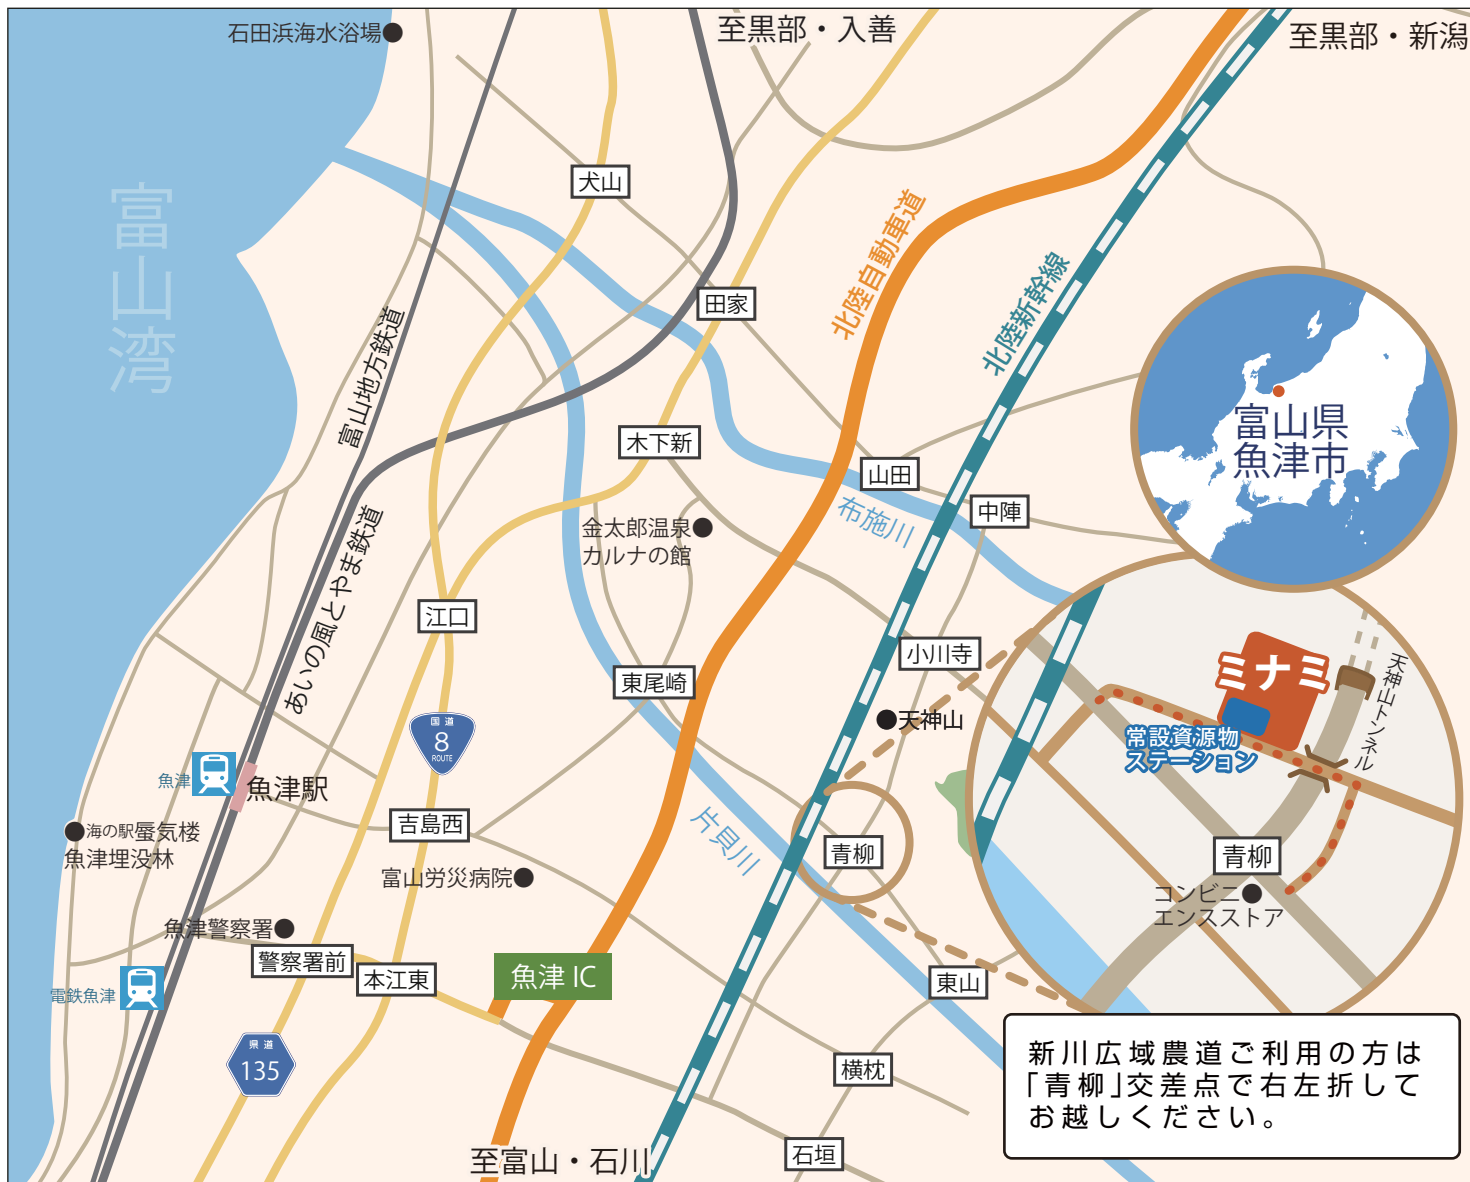 石田浜海水浴場
至黒部・入善
至黒部・新潟
富山湾
犬山
北陸自動車道
田家
北陸新幹線
富山地方鉄道
富山県
魚津市
木下新
山田
布施川
中陣
金太郎温泉
カルナの館
あいの風とやま鉄道
江口
小川寺
東尾崎
ミナミ
天神山トンネル
天神山
国道
8
ROUTE
常設資源物
ステーション
魚津
魚津駅
吉島西
片貝川
海の駅蜃気楼
魚津埋没林
青柳
青柳
富山労災病院
コンビニ
エンスストア
魚津警察署
警察署前
本江東
魚津 IC
東山
電鉄魚津
県道
135
横枕
新川広域農道ご利用の方は
「青柳」交差点で右左折して
お越しください。
至富山・石川
石垣